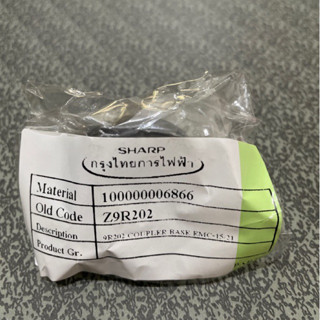 SHARP
กรุงไทยการไฟฟ้า
Material 100000006866
Old Code Z9R202
Description 9R202 COUPLER BASE EMC-15-21
Product Gr.